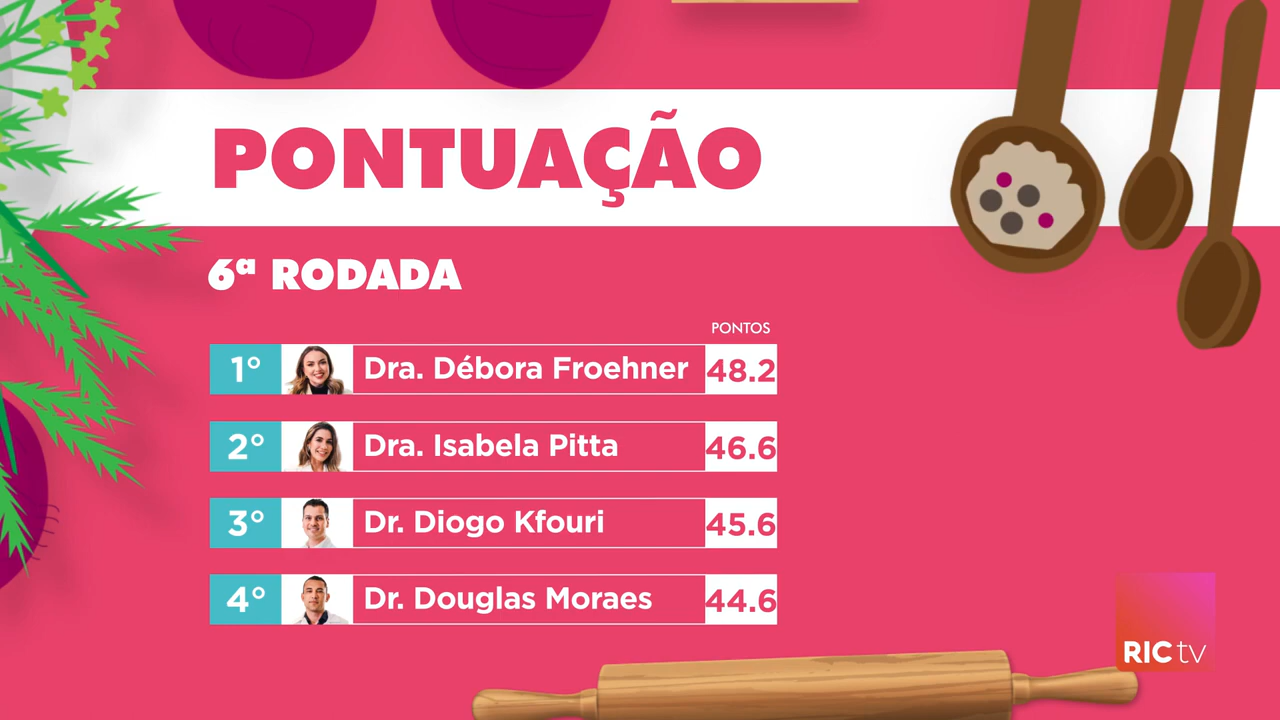 PONTUAÇÃO
6ª RODADA
PONTOS
1° Dra. Débora Froehner 48.2
2° Dra. Isabela Pitta 46.6
3° Dr. Diogo Kfouri 45.6
4° Dr. Douglas Moraes 44.6
RIC tv